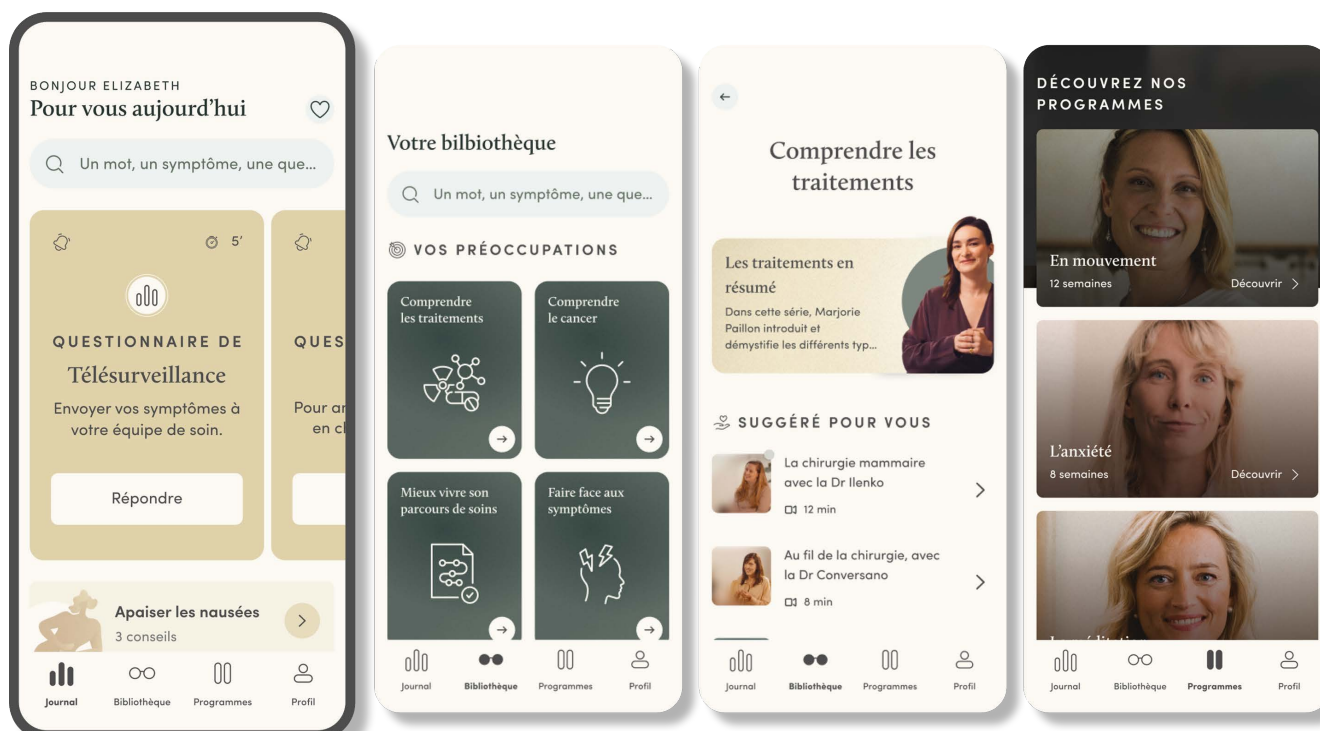 BONJOUR ELIZABETH
Pour vous aujourd'hui
Un mot, un symptôme, une que...
5′
QUESTIONNAIRE DE
Télésurveillance
Envoyer vos symptômes à
votre équipe de soin.
Répondre
QUES
Pour
en
Apaiser les nausées
3 conseils
Journal
Bibliothèque
Programmes
Profil
Votre bilbiothèque
Un mot, un symptôme, une que...
VOS PRÉOCCUPATIONS
Comprendre
les traitements
Comprendre
le cancer
Mieux vivre son
parcours de soins
Faire face aux
symptômes
Journal
Bibliothèque
Programmes
Profil
Comprendre les
traitements
Les traitements en
résumé
Dans cette série, Marjorie
Paillon introduit et
démystifie les différents typ...
SUGGÉRÉ POUR VOUS
La chirurgie mammaire
avec la Dr Ilenko
12 min
Au fil de la chirurgie, avec
la Dr Conversano
8 min
Journal
Bibliothèque
Programmes
Profil
DÉCOUVREZ NOS
PROGRAMMES
En mouvement
12 semaines
Découvrir
L'anxiété
8 semaines
Découvrir
Journal
Bibliothèque
Programmes
Profil